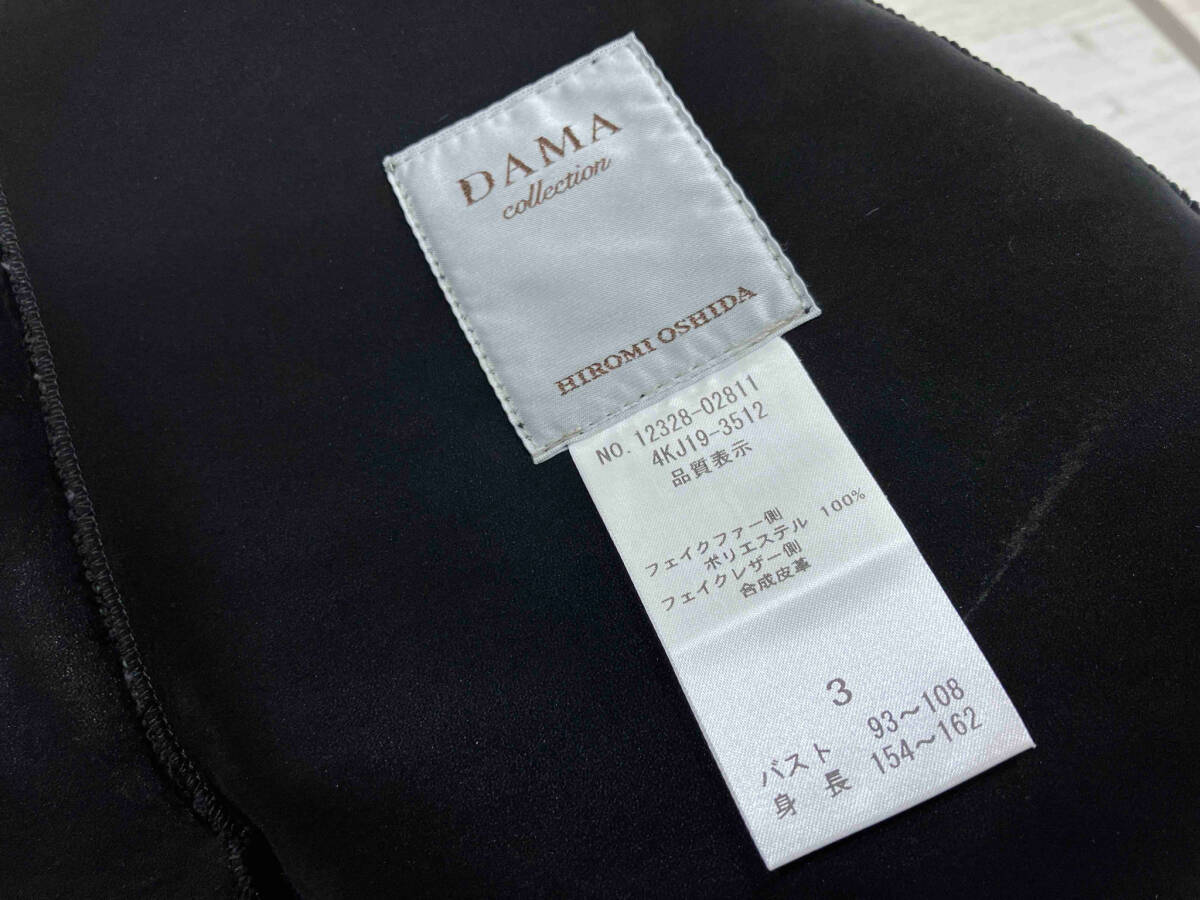 DAMA
collection
HIROMI OSHIDA
NO. 12328-02811
4KJ19-3512
品質表示
フェイクファー側
ポリエステル 100%
フェイクレザー側
合成皮革
3
バスト 93～108
身長 154～162